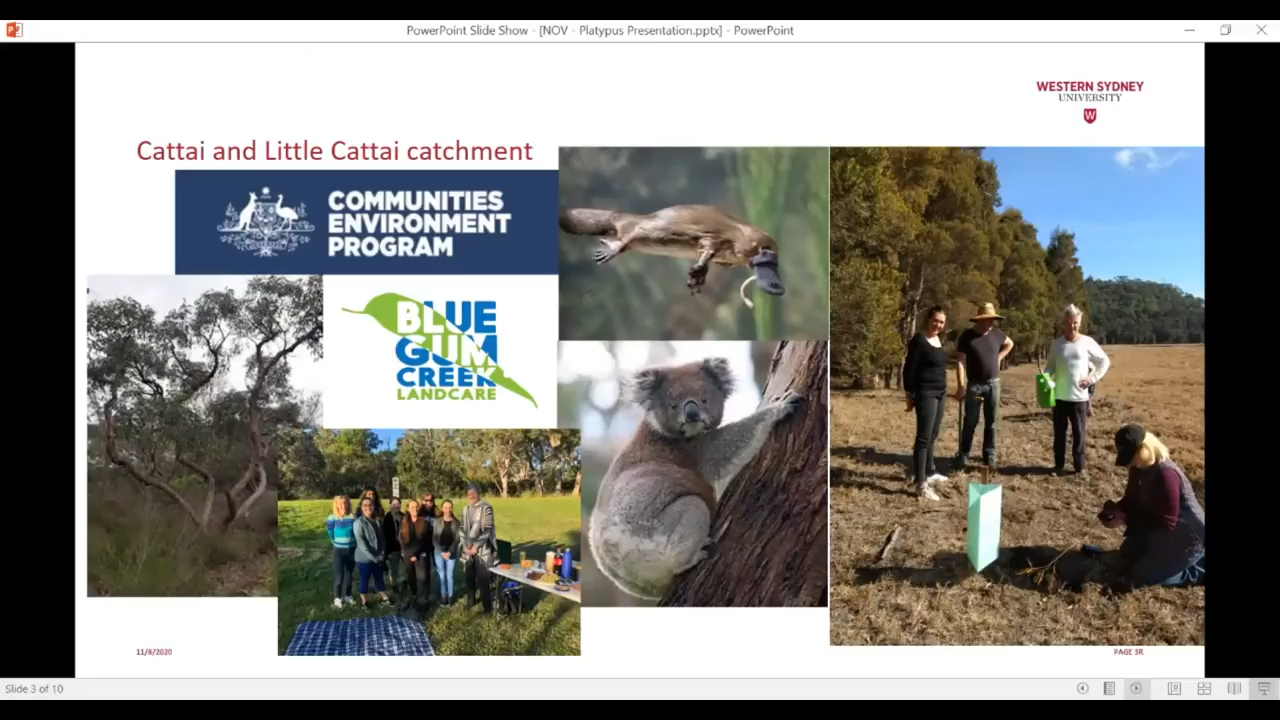 PowerPoint Slide Show - [NOV - Platypus Presentation.pptx] - PowerPoint
WESTERN SYDNEY
UNIVERSITY
W
Cattai and Little Cattai catchment
COMMUNITIES
ENVIRONMENT
PROGRAM
BLUE
GUM
CREEK
LANDCARE
11/8/2020
PAGE 3R
Slide 3 of 10